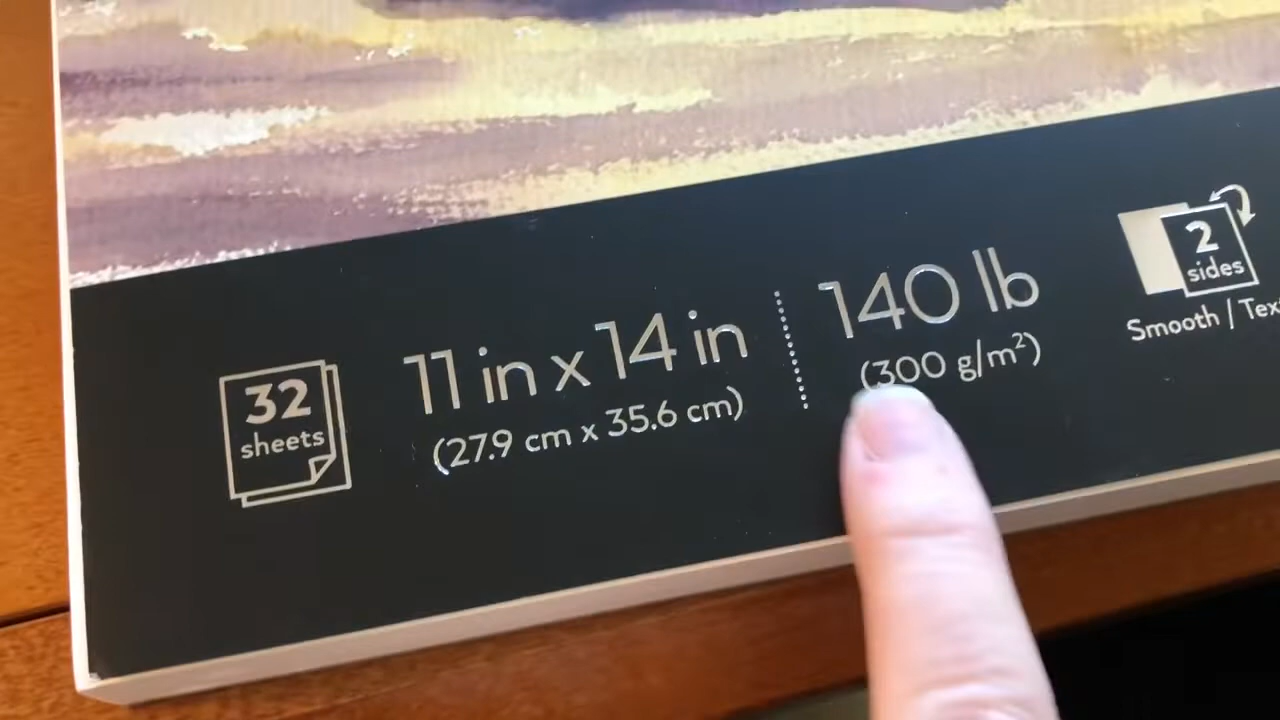 32
sheets
11 in x 14 in
(27.9 cm x 35.6 cm)
140 lb
(300 g/m²)
2
sides
Smooth /